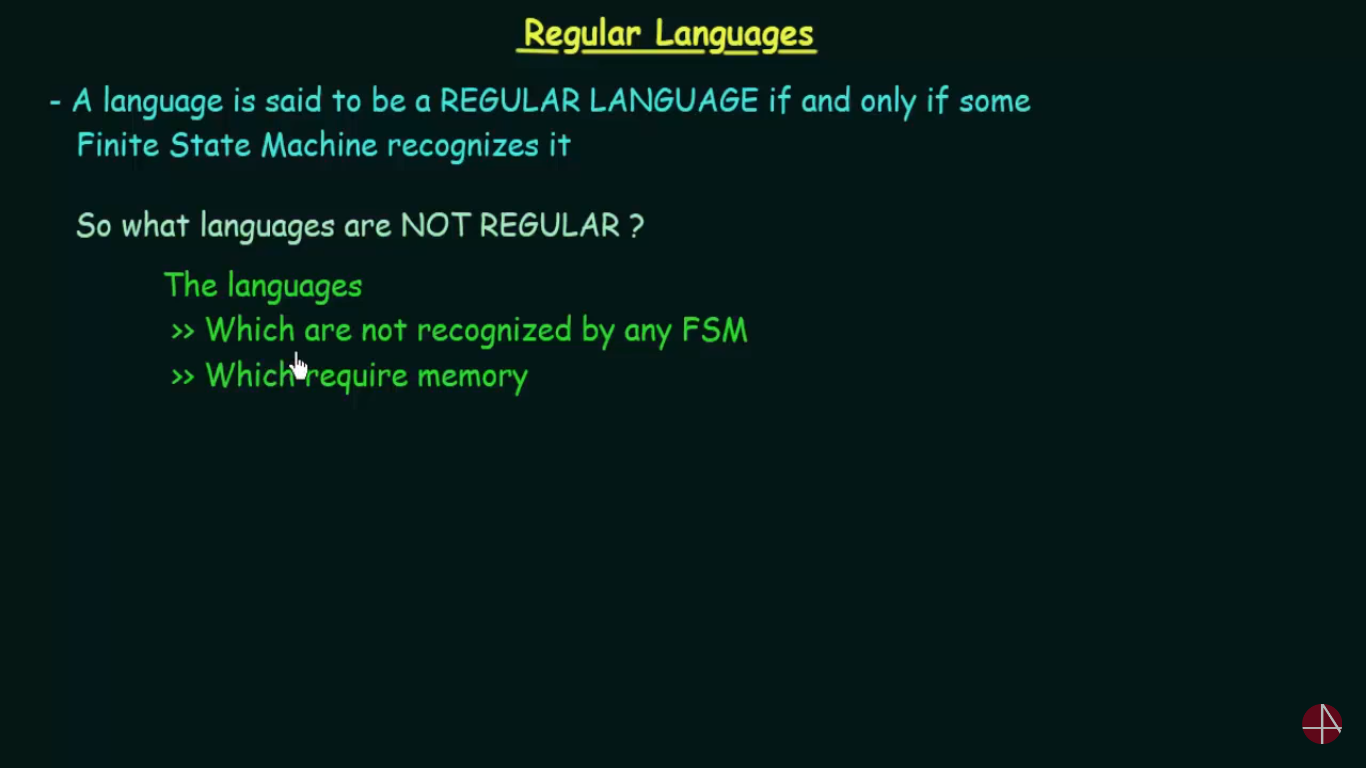 Regular Languages
- A language is said to be a REGULAR LANGUAGE if and only if some
Finite State Machine recognizes it
So what languages are NOT REGULAR ?
The languages
>> Which are not recognized by any FSM
>> Which require memory